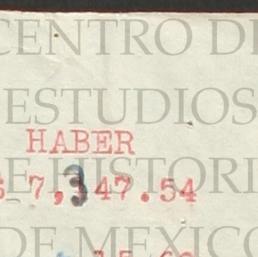 CENTRO DE
ESTUDIOS
HABER
$ 7,347.54
DE HISTORIA
DE MEXICO